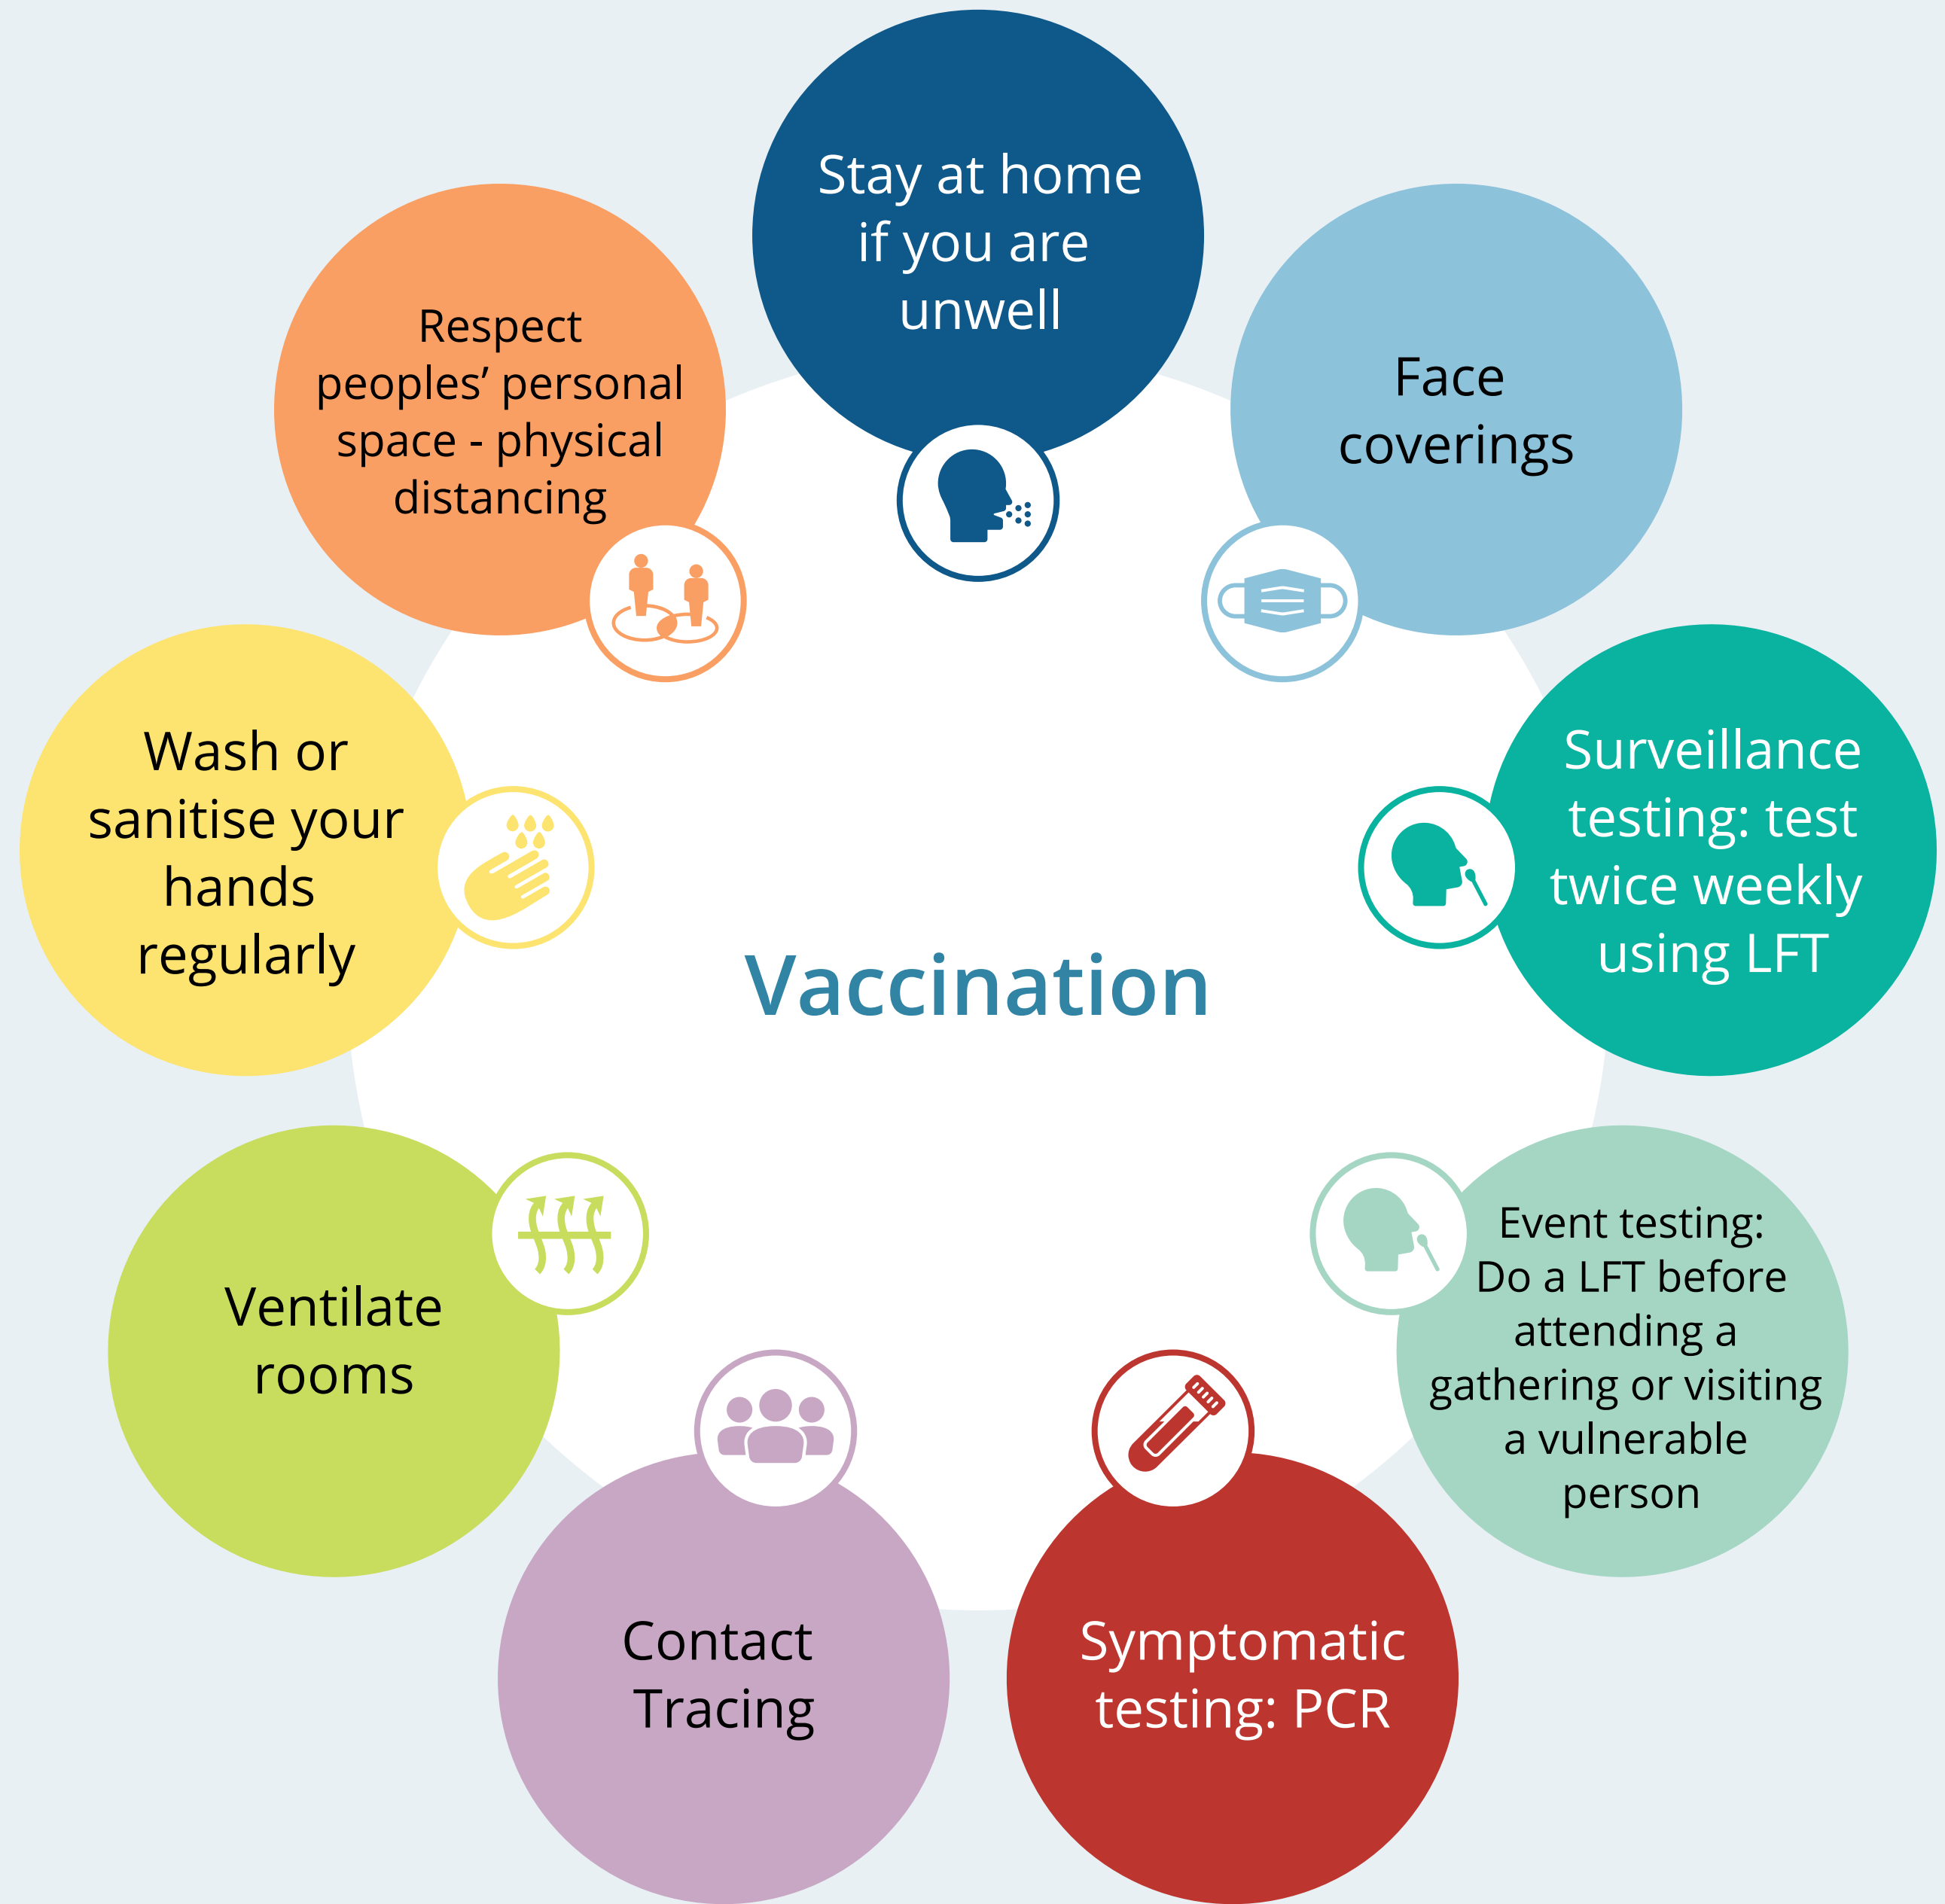 Stay at home
if you are
unwell
Face
coverings
Surveillance
testing: test
twice weekly
using LFT
Event testing:
Do a LFT before
attending a
gathering or visiting
a vulnerable
person
Symptomatic
testing: PCR
Contact
Tracing
Ventilate
rooms
Wash or
sanitise your
hands
regularly
Respect
peoples’ personal
space - physical
distancing
Vaccination